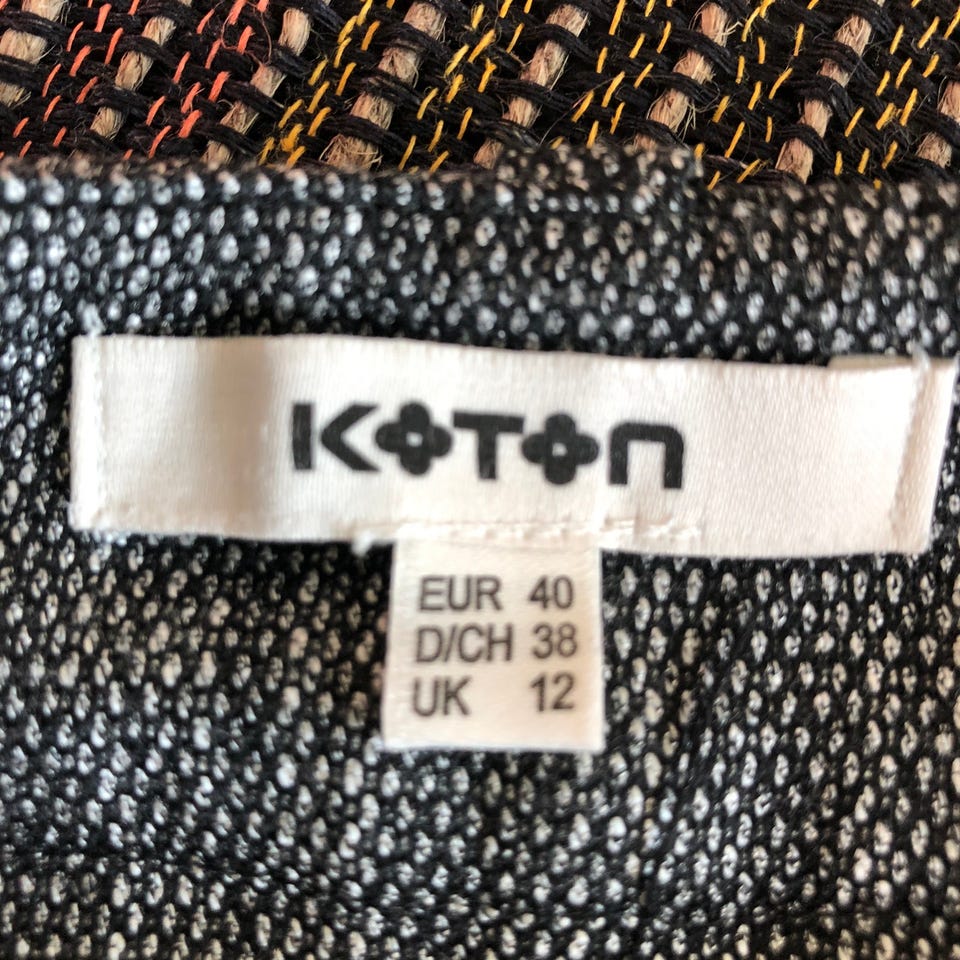 KOTON
EUR 40
D/CH 38
UK 12